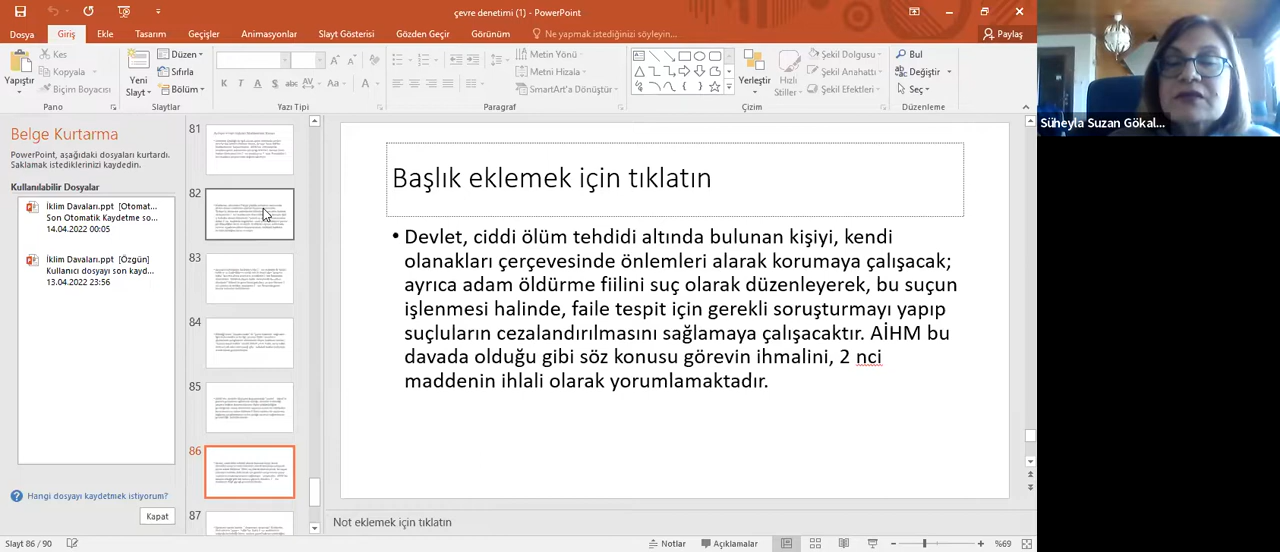 çevre denetimi (1) - PowerPoint
Dosya Giriş Ekle Tasarım Geçişler Animasyonlar Slayt Gösterisi Gözden Geçir Görünüm Ne yapmak istediğinizi söyleyin... Paylaş
Yapıştır
Kes
Kopyala
Biçim Boyacısı
Pano
Yeni
Slayt
Düzen
Sıfırla
Bölüm
Slaytlar
K T A S abc AV Aa A
Yazı Tipi
Metin Yönü
Metni Hizala
SmartArt'a Dönüştür
Paragraf
Yerleştir
Hızlı
Stiller
Şekil Dolgusu
Şekil Anahattı
Şekil Efektleri
Çizim
Bul
Değiştir
Seç
Düzenleme
Süheyla Suzan Gökal...
Belge Kurtarma
PowerPoint, aşağıdaki dosyaları kurtardı.
Saklamak istediklerinizi kaydedin.
Kullanılabilir Dosyalar
İklim Davaları.ppt [Otomat...
Son Otomatik Kaydetme so...
14.04.2022 00:05
İklim Davaları.ppt [Özgün]
Kullanıcı dosyayı son kayd...
13.04.2022 23:56
Hangi dosyayı kaydetmek istiyorum?
Kapat
81
82
83
84
85
86
87
Başlık eklemek için tıklatın
• Devlet, ciddi ölüm tehdidi altında bulunan kişiyi, kendi
olanakları çerçevesinde önlemleri alarak korumaya çalışacak;
ayrıca adam öldürme fiilini suç olarak düzenleyerek, bu suçun
işlenmesi halinde, faile tespit için gerekli soruşturmayı yapıp
suçluların cezalandırılmasını sağlamaya çalışacaktır. AİHM bu
davada olduğu gibi söz konusu görevin ihmalini, 2 nci
maddenin ihlali olarak yorumlamaktadır.
Not eklemek için tıklatın
Slayt 86 / 90
Notlar
Açıklamalar
%69